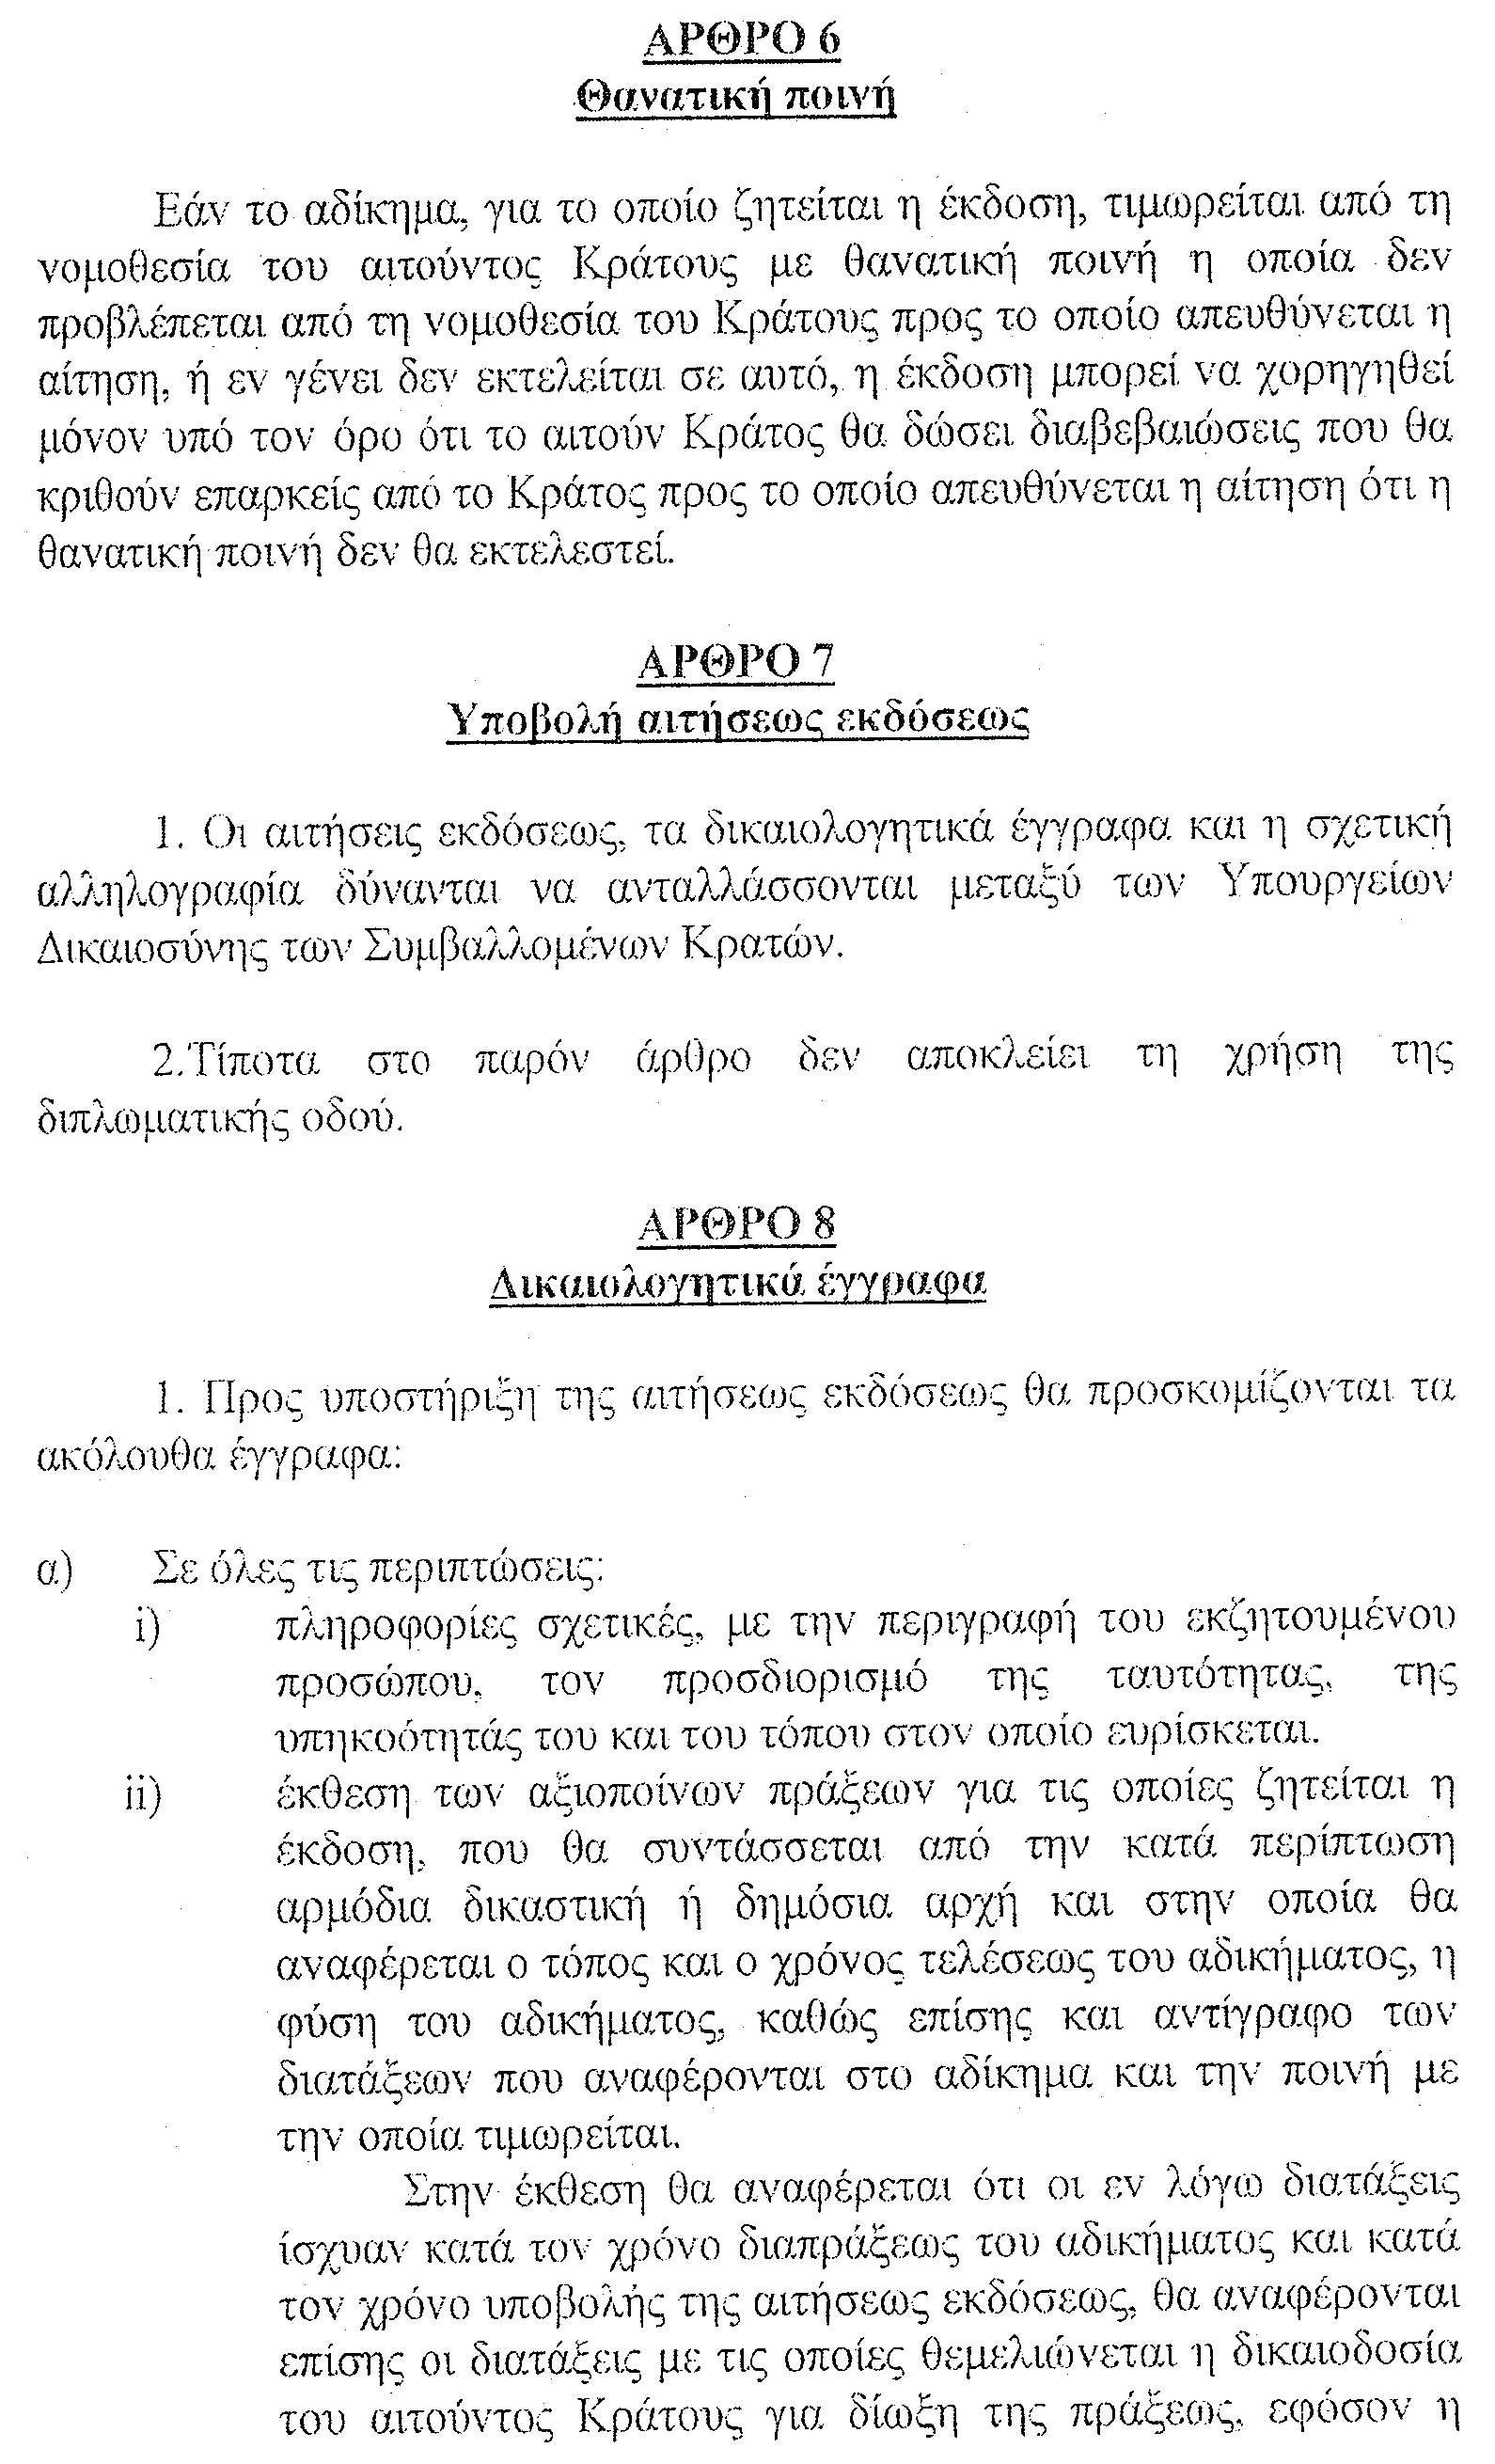 ΑΡΘΡΟ 6
Θανατική ποινή
Εάν το αδίκημα, για το οποίο ζητείται η έκδοση, τιμωρείται από τη
νομοθεσία του αιτούντος Κράτους με θανατική ποινή η οποία δεν
προβλέπεται από τη νομοθεσία του Κράτους προς το οποίο απευθύνεται η
αίτηση, ή εν γένει δεν εκτελείται σε αυτό, η έκδοση μπορεί να χορηγηθεί
μόνον υπό τον όρο ότι το αιτούν Κράτος θα δώσει διαβεβαιώσεις που θα
κριθούν επαρκείς από το Κράτος προς το οποίο απευθύνεται η αίτηση ότι η
θανατική ποινή δεν θα εκτελεστεί.
ΑΡΘΡΟ 7
Υποβολή αιτήσεως εκδόσεως
1. Οι αιτήσεις εκδόσεως, τα δικαιολογητικά έγγραφα και η σχετική
αλληλογραφία δύνανται να ανταλλάσσονται μεταξύ των Υπουργείων
Δικαιοσύνης των Συμβαλλομένων Κρατών.
2.Τίποτα στο παρόν άρθρο δεν αποκλείει τη χρήση της
διπλωματικής οδού.
ΑΡΘΡΟ 8
Δικαιολογητικά έγγραφα
1. Προς υποστήριξη της αιτήσεως εκδόσεως θα προσκομίζονται τα
ακόλουθα έγγραφα:
α) Σε όλες τις περιπτώσεις:
i) πληροφορίες σχετικές, με την περιγραφή του εκζητουμένου
προσώπου, τον προσδιορισμό της ταυτότητας, της
υπηκοότητάς του και του τόπου στον οποίο ευρίσκεται.
ii) έκθεση των αξιοποίνων πράξεων για τις οποίες ζητείται η
έκδοση, που θα συντάσσεται από την κατά περίπτωση
αρμόδια δικαστική ή δημόσια αρχή και στην οποία θα
αναφέρεται ο τόπος και ο χρόνος τελέσεως του αδικήματος, η
φύση του αδικήματος, καθώς επίσης και αντίγραφο των
διατάξεων που αναφέρονται στο αδίκημα και την ποινή με
την οποία τιμωρείται.
Στην έκθεση θα αναφέρεται ότι οι εν λόγω διατάξεις
ίσχυαν κατά τον χρόνο διαπράξεως του αδικήματος και κατά
τον χρόνο υποβολής της αιτήσεως εκδόσεως, θα αναφέρονται
επίσης οι διατάξεις με τις οποίες θεμελιώνεται η δικαιοδοσία
του αιτούντος Κράτους για δίωξη της πράξεως, εφόσον η